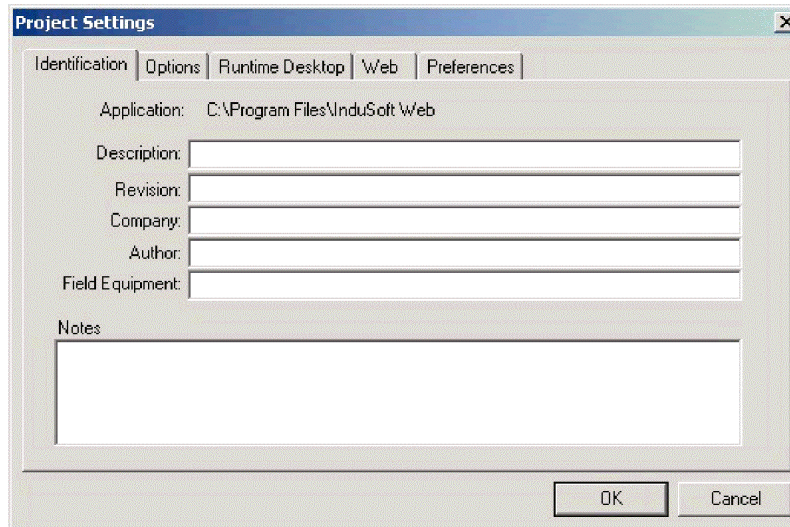 Project Settings
Identification Options Runtime Desktop Web Preferences
Application: C:\Program Files\InduSoft Web
Description:
Revision:
Company:
Author:
Field Equipment:
Notes
OK Cancel